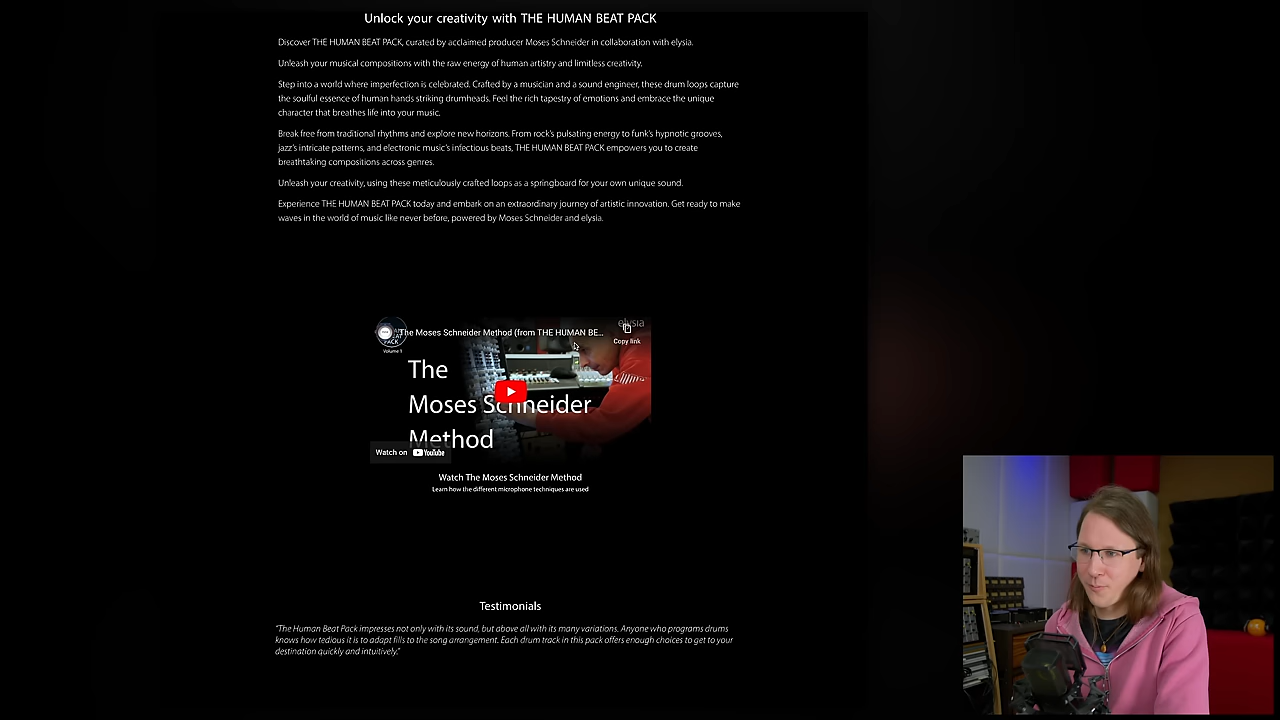 Unlock your creativity with THE HUMAN BEAT PACK
Discover THE HUMAN BEAT PACK, curated by acclaimed producer Moses Schneider in collaboration with elysia.
Unleash your musical compositions with the raw energy of human artistry and limitless creativity.
Step into a world where imperfection is celebrated. Crafted by a musician and a sound engineer, these drum loops capture
the soulful essence of human hands striking drumheads. Feel the rich tapestry of emotions and embrace the unique
character that breathes life into your music.
Break free from traditional rhythms and explore new horizons. From rock's pulsating energy to funk's hypnotic grooves,
jazz's intricate patterns, and electronic music's infectious beats, THE HUMAN BEAT PACK empowers you to create
breathtaking compositions across genres.
Unleash your creativity, using these meticulously crafted loops as a springboard for your own unique sound.
Experience THE HUMAN BEAT PACK today and embark on an extraordinary journey of artistic innovation. Get ready to make
waves in the world of music like never before, powered by Moses Schneider and elysia.
elysia
The Moses Schneider Method (from THE HUMAN BE...
Copy link
PACK
Volume 1
The
Moses Schneider
Method
Watch on YouTube
Watch The Moses Schneider Method
Learn how the different microphone techniques are used
Testimonials
"The Human Beat Pack impresses not only with its sound, but above all with its many variations. Anyone who programs drums
knows how tedious it is to adapt fills to the song arrangement. Each drum track in this pack offers enough choices to get to your
destination quickly and intuitively."